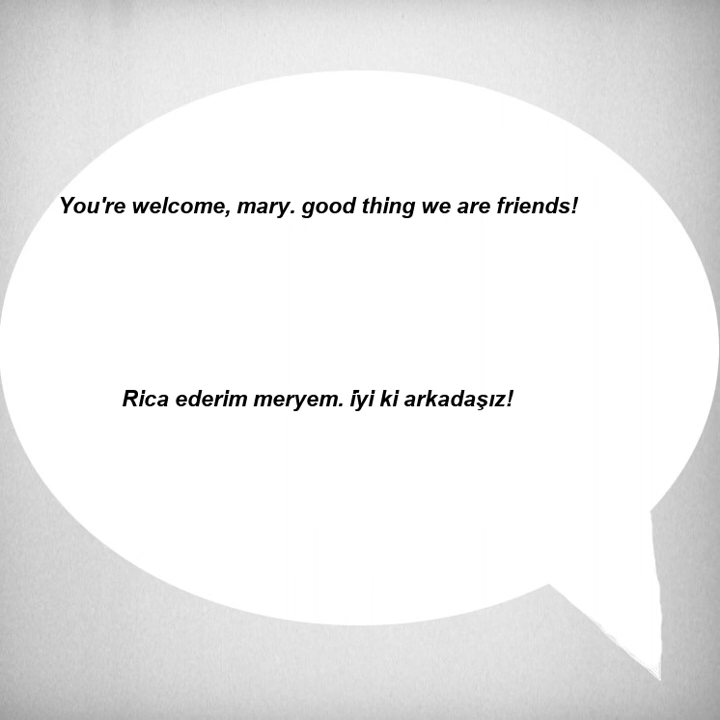 You're welcome, mary. good thing we are friends!
Rica ederim meryem. i̇yi ki arkadaşız!